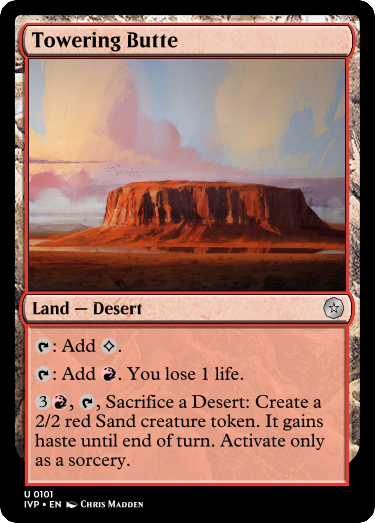 Towering Butte
Land — Desert
: Add .
: Add . You lose 1 life.
3, , Sacrifice a Desert: Create a
2/2 red Sand creature token. It gains
haste until end of turn. Activate only
as a sorcery.
U 0101
IVP • EN Chris Madden